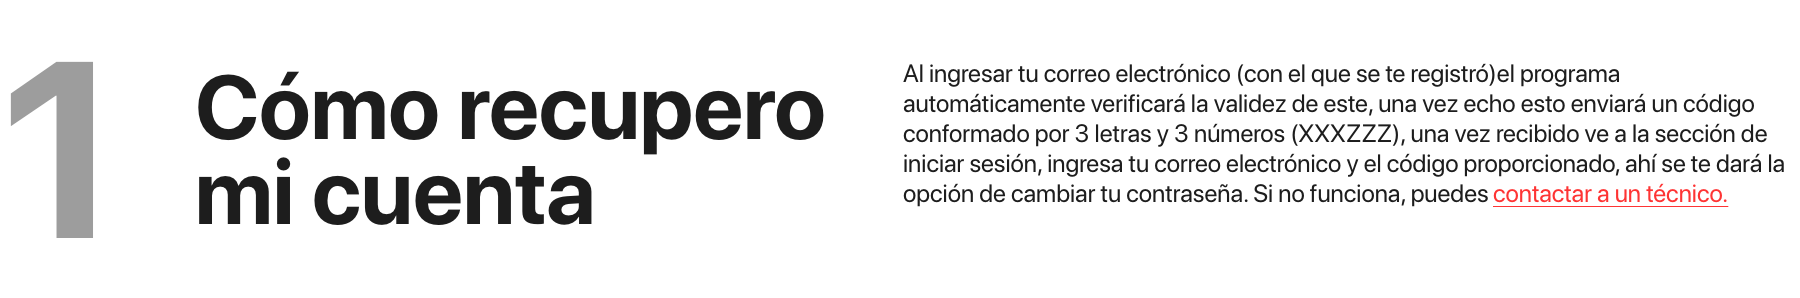 1
Cómo recupero
mi cuenta
Al ingresar tu correo electrónico (con el que se te registró)el programa
automáticamente verificará la validez de este, una vez echo esto enviará un código
conformado por 3 letras y 3 números (XXXZZZ), una vez recibido ve a la sección de
iniciar sesión, ingresa tu correo electrónico y el código proporcionado, ahí se te dará la
opción de cambiar tu contraseña. Si no funciona, puedes contactar a un técnico.